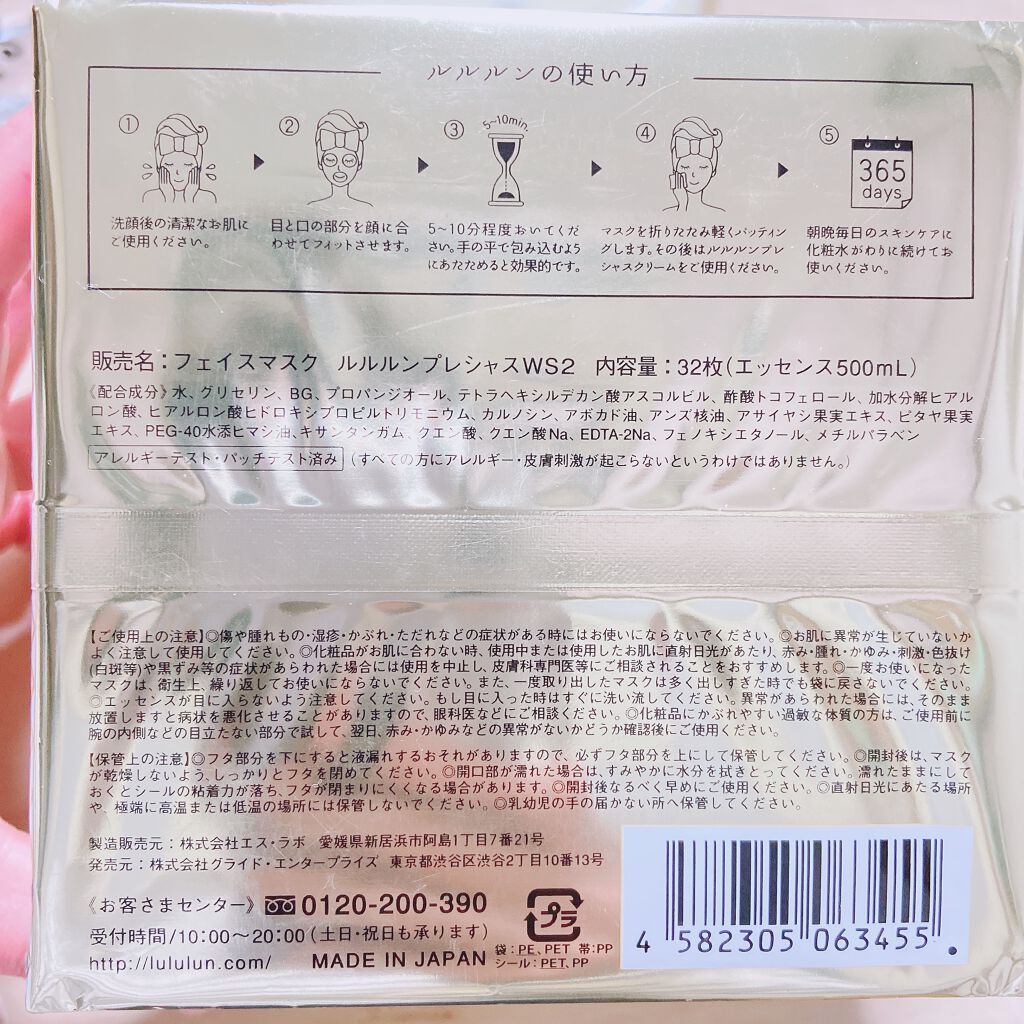 ルルルンの使い方
① ② ③ 5~10min. ④ ⑤ 365 days
洗顔後の清潔なお肌に
ご使用ください。
目と口の部分を顔に合
わせてフィットさせます。
5~10分程度おいてくだ
さい。手の平で包み込むよう
にあたためると効果的です。
マスクを折りたたみ軽くパッティン
グします。その後はルルルンプレ
シャスクリームをご使用ください。
朝晩毎日のスキンケアに
化粧水がわりに続けてお
使いください。
販売名：フェイスマスク ルルルンプレシャスWS2 内容量：32枚(エッセンス500mL)
《配合成分》水、グリセリン、BG、プロパンジオール、テトラヘキシルデカン酸アスコルビル、酢酸トコフェロール、加水分解ヒアル
ロン酸、ヒアルロン酸ヒドロキシプロピルトリモニウム、カルノシン、アボカド油、アンズ核油、アサイヤシ果実エキス、ピタヤ果実
エキス、PEG-40水添ヒマシ油、キサンタンガム、クエン酸、クエン酸Na、EDTA-2Na、フェノキシエタノール、メチルパラベン
アレルギーテスト・パッチテスト済み (すべての方にアレルギー・皮膚刺激が起こらないというわけではありません。)
【ご使用上の注意】◎傷や腫れもの・湿疹・かぶれ・ただれなどの症状がある時にはお使いにならないでください。◎お肌に異常が生じていないか
よく注意して使用してください。◎化粧品がお肌に合わない時、使用中または使用したお肌に直射日光があたり、赤み・腫れ・かゆみ・刺激・色抜け
(白斑等)や黒ずみ等の症状があらわれた場合には使用を中止し、皮膚科専門医等にご相談されることをおすすめします。◎一度お使いになった
マスクは、衛生上、繰り返してお使いにならないでください。また、一度取り出したマスクは多く出しすぎた時でも袋に戻さないでください。
◎エッセンスが目に入らないよう注意してください。もし目に入った時はすぐに洗い流してください。異常があらわれた場合には、そのまま
放置しますと病状を悪化させることがありますので、眼科医などにご相談ください。◎化粧品にかぶれやすい過敏な体質の方は、ご使用前に
腕の内側などの目立たない部分で試して、翌日、赤み・かゆみなどの異常がないかどうか確認後にご使用ください。
【保管上の注意】◎フタ部分を下にすると液漏れするおそれがありますので、必ずフタ部分を上にして保管してください。◎開封後は、マスク
が乾燥しないよう、しっかりとフタを閉めてください。◎開口部が濡れた場合は、すみやかに水分を拭きとってください。濡れたままにして
おくとシールの粘着力が落ち、フタが閉まりにくくなる場合があります。◎開封後なるべく早めにご使用ください。◎直射日光にあたる場所
や、極端に高温または低温の場所には保管しないでください。◎乳幼児の手の届かない所へ保管してください。
製造販売元：株式会社エス・ラボ 愛媛県新居浜市阿島1丁目7番21号
発売元：株式会社グライド・エンタープライズ 東京都渋谷区渋谷2丁目10番13号
《お客さまセンター》 0120-200-390
受付時間/10:00~20:00(土日・祝日も承ります)
http://lululun.com/ MADE IN JAPAN
プラ
袋：PE、PET 帯：PP
シール：PET、PP
4 582305 063455